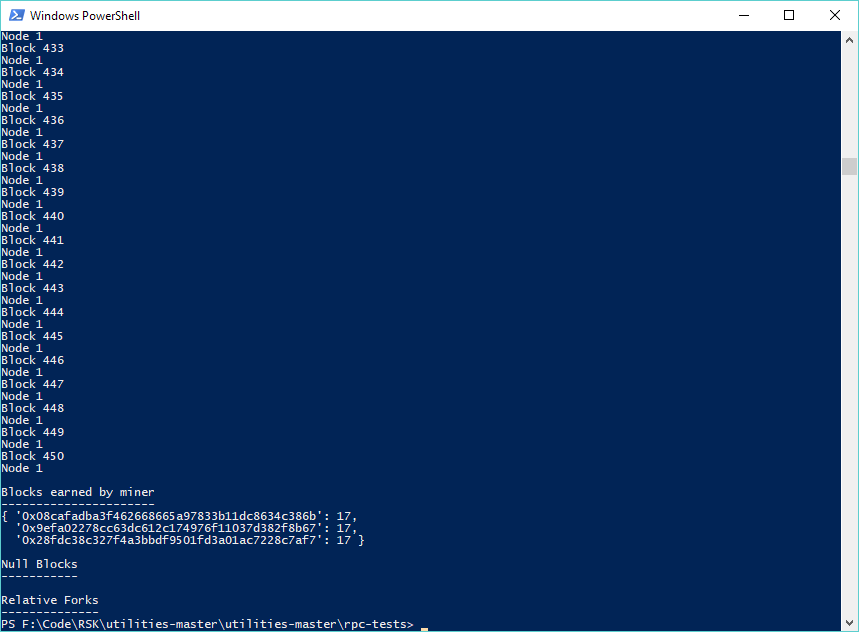 Windows PowerShell
Node 1
Block 433
Node 1
Block 434
Node 1
Block 435
Node 1
Block 436
Node 1
Block 437
Node 1
Block 438
Node 1
Block 439
Node 1
Block 440
Node 1
Block 441
Node 1
Block 442
Node 1
Block 443
Node 1
Block 444
Node 1
Block 445
Node 1
Block 446
Node 1
Block 447
Node 1
Block 448
Node 1
Block 449
Node 1
Block 450
Node 1
Blocks earned by miner
----------------------
{ '0x08cafadba3f462668665a97833b11dc8634c386b': 17,
'0x9efa02278cc63dc612c174976f11037d382f8b67': 17,
'0x28fdc38c327f4a3bbdf9501fd3a01ac7228c7af7': 17 }
Null Blocks
-----------
Relative Forks
--------------
PS F:\Code\RSK\utilities-master\utilities-master\rpc-tests>